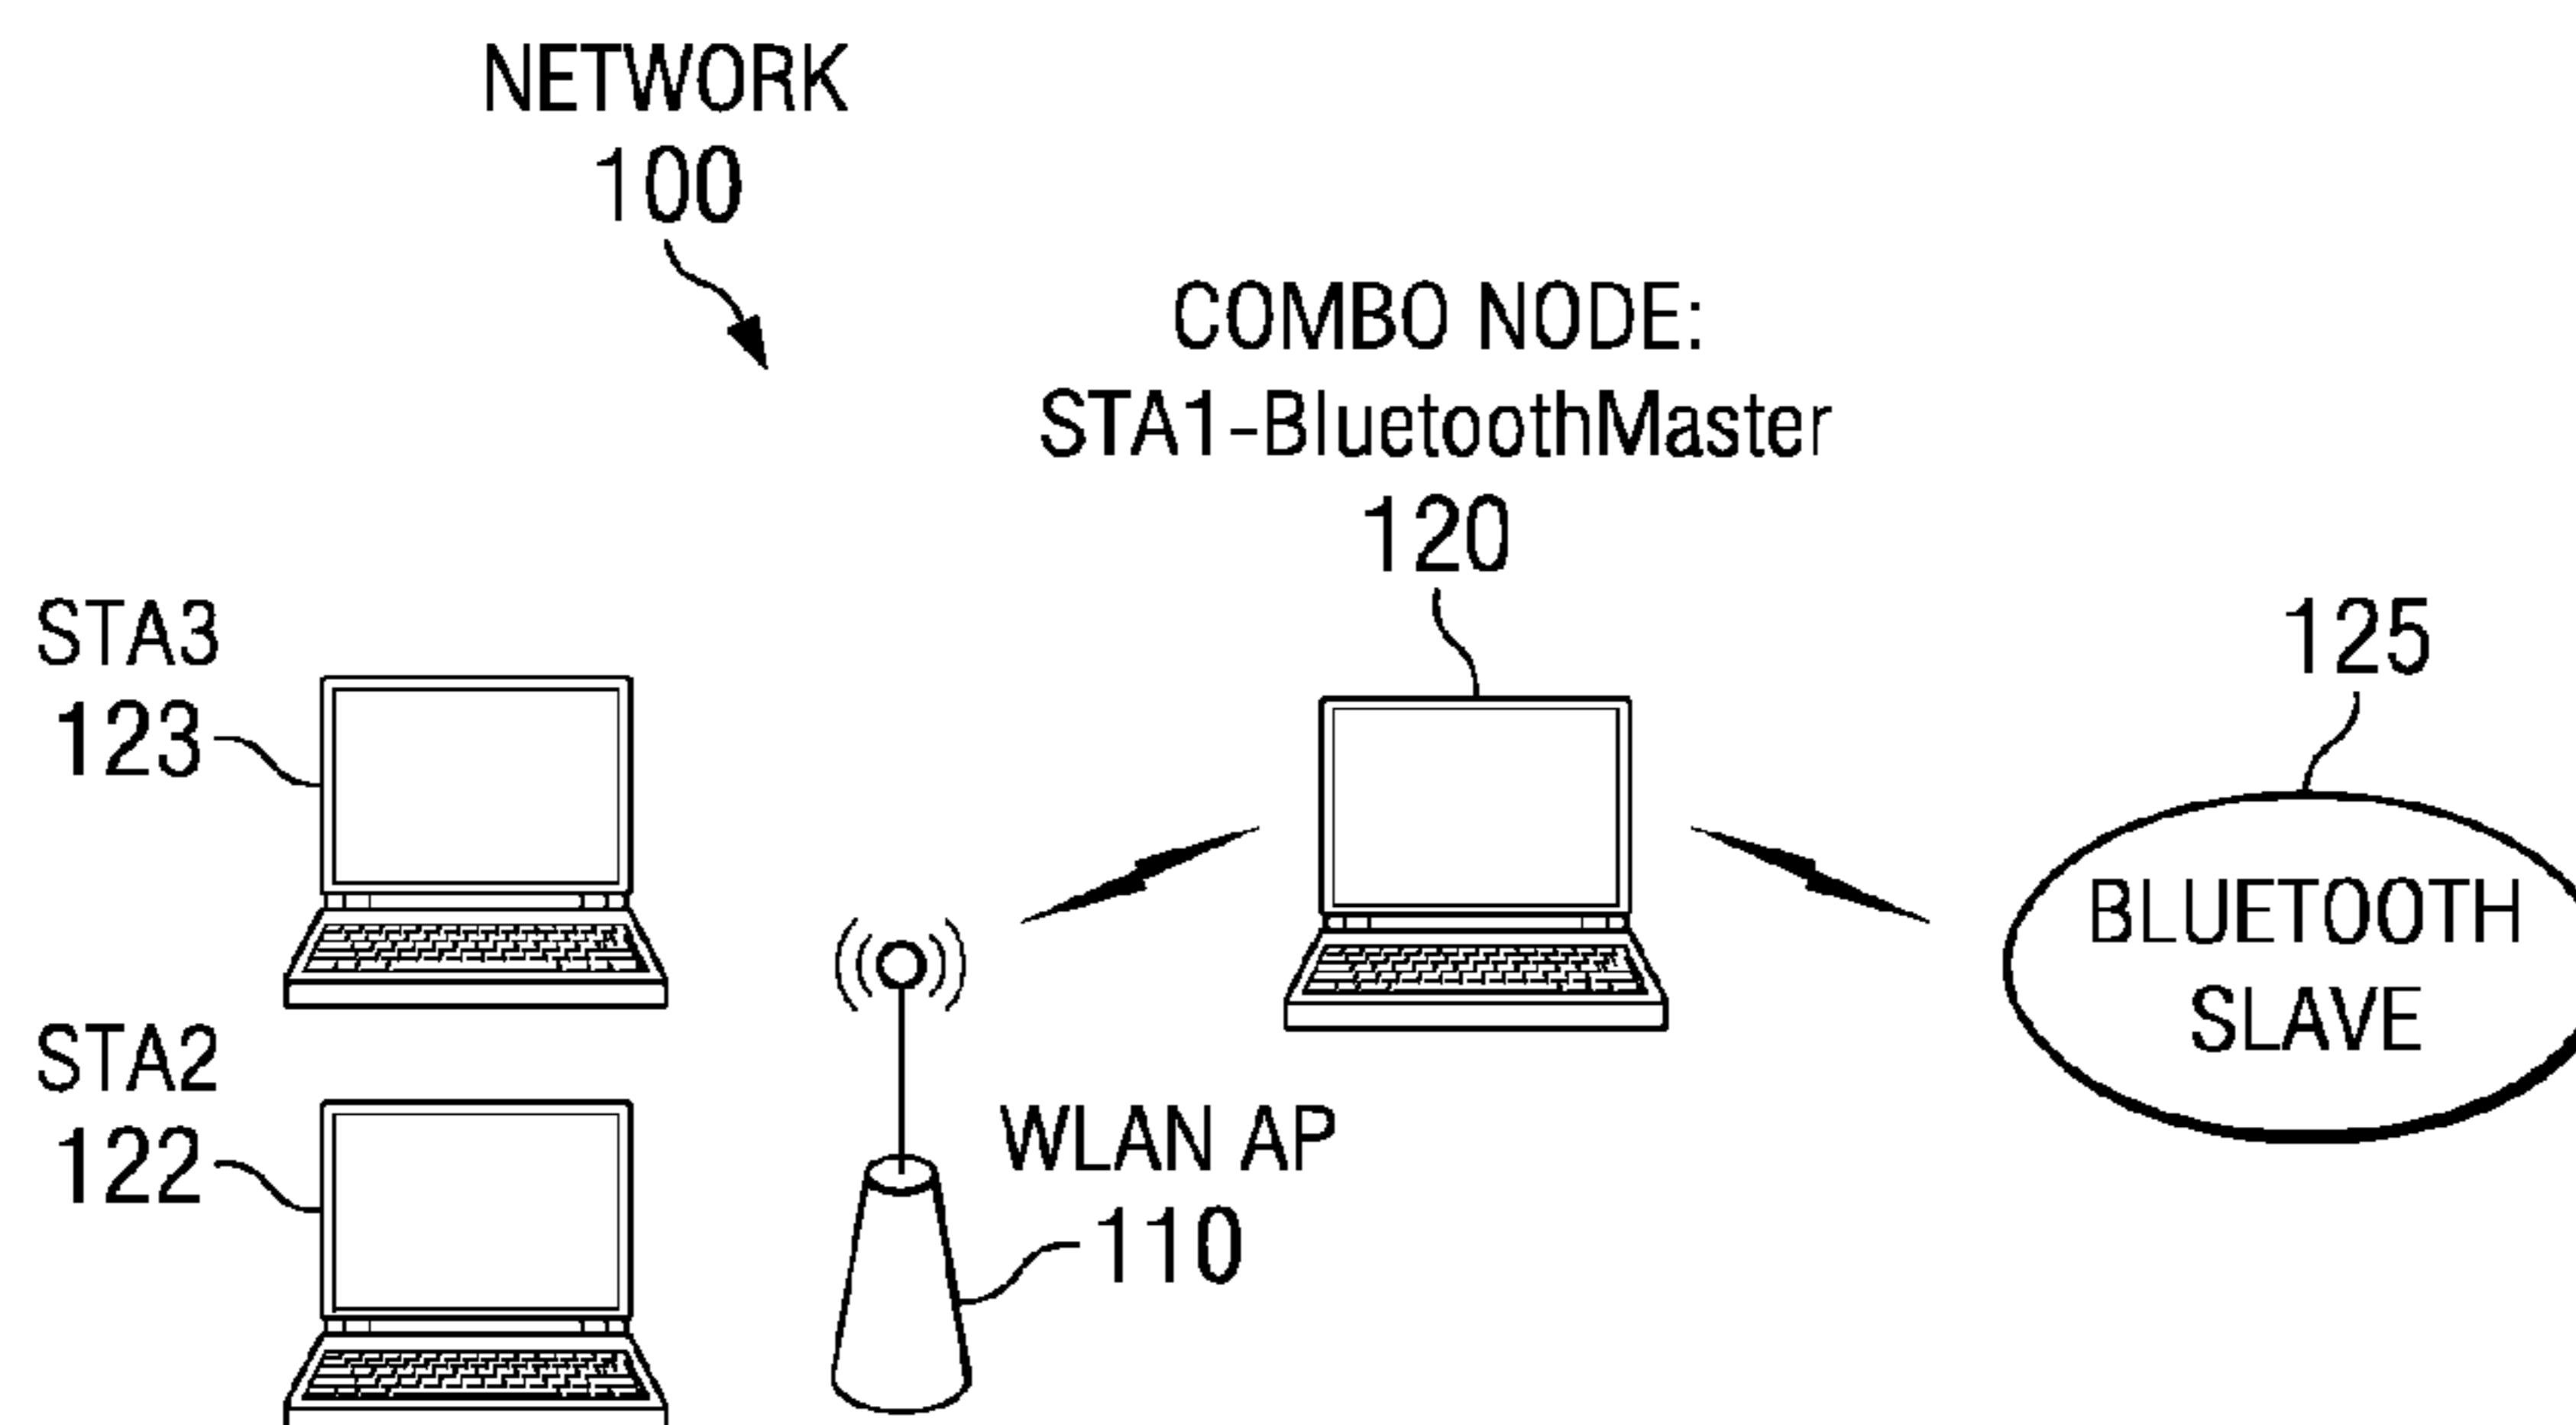 NETWORK
100
COMBO NODE:
STA1-BluetoothMaster
120
STA3
123
125
BLUETOOTH
SLAVE
STA2
122
WLAN AP
110